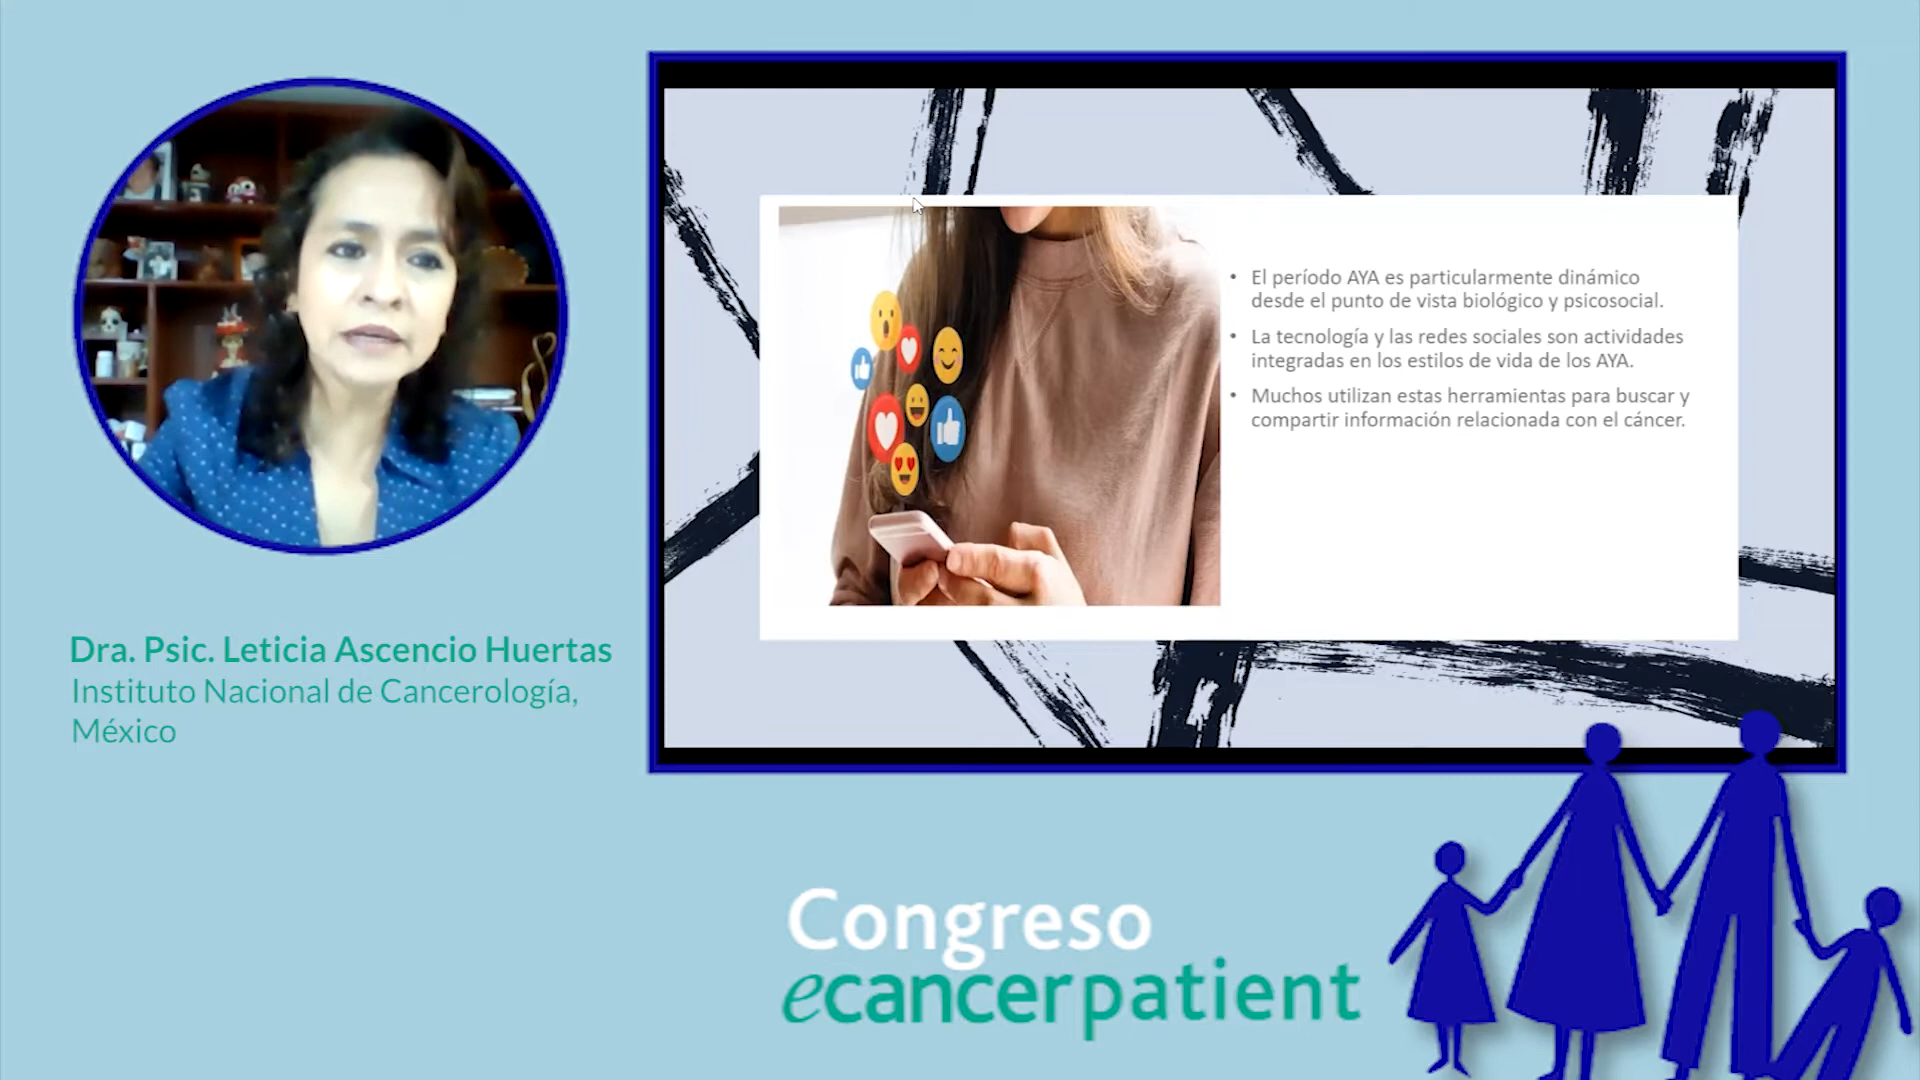 • El período AYA es particularmente dinámico
desde el punto de vista biológico y psicosocial.
• La tecnología y las redes sociales son actividades
integradas en los estilos de vida de los AYA.
• Muchos utilizan estas herramientas para buscar y
compartir información relacionada con el cáncer.
Dra. Psic. Leticia Ascencio Huertas
Instituto Nacional de Cancerología,
México
Congreso
ecancerpatient